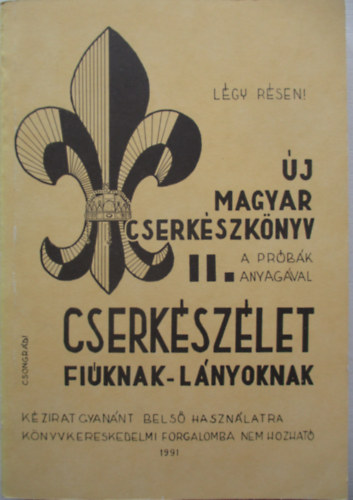 LÉGY RÉSEN!
ÚJ
MAGYAR
CSERKÉSZKÖNYV
II. A PRÓBÁK
ANYAGÁVAL
CSERKÉSZÉLET
FIÚKNAK-LÁNYOKNAK
CSONGRÁDI
KÉZIRAT GYANÁNT BELSŐ HASZNÁLATRA
KÖNYVKERESKEDELMI FORGALOMBA NEM HOZHATÓ
1991